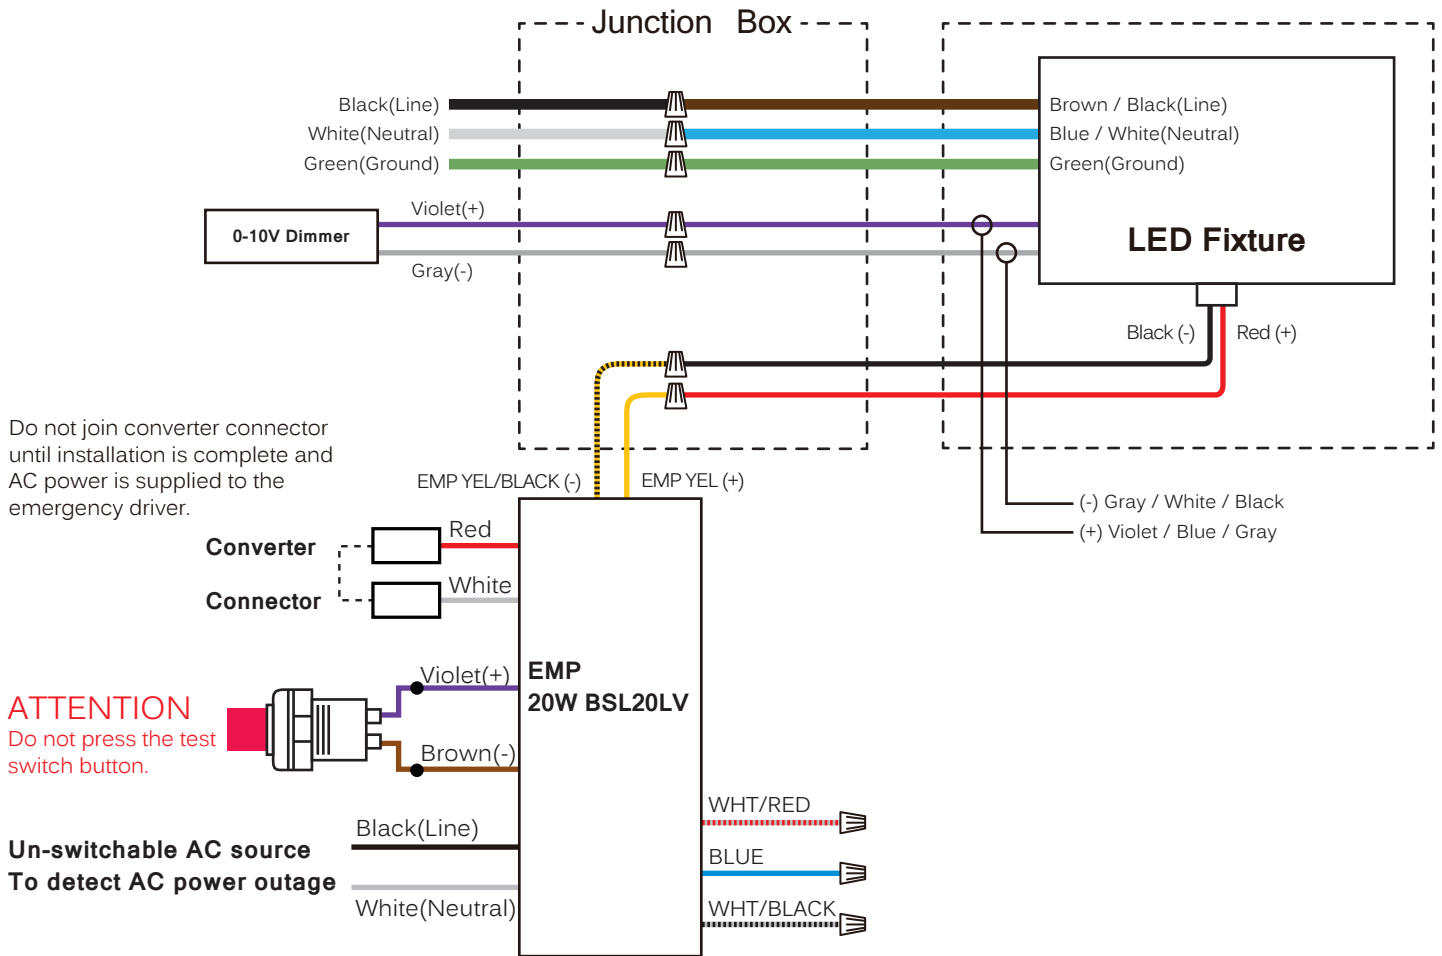 Junction Box
Black(Line)
Brown / Black(Line)
White(Neutral)
Blue / White(Neutral)
Green(Ground)
Green(Ground)
Violet(+)
0-10V Dimmer
LED Fixture
Gray(-)
Black (-)
Red (+)
Do not join converter connector
until installation is complete and
AC power is supplied to the
emergency driver.
EMP YEL/BLACK (-)
EMP YEL (+)
(-) Gray / White / Black
(+) Violet / Blue / Gray
Red
Converter
White
Connector
Violet(+)
EMP
20W BSL20LV
ATTENTION
Do not press the test
switch button.
Brown(-)
WHT/RED
Black(Line)
Un-switchable AC source
To detect AC power outage
BLUE
White(Neutral)
WHT/BLACK